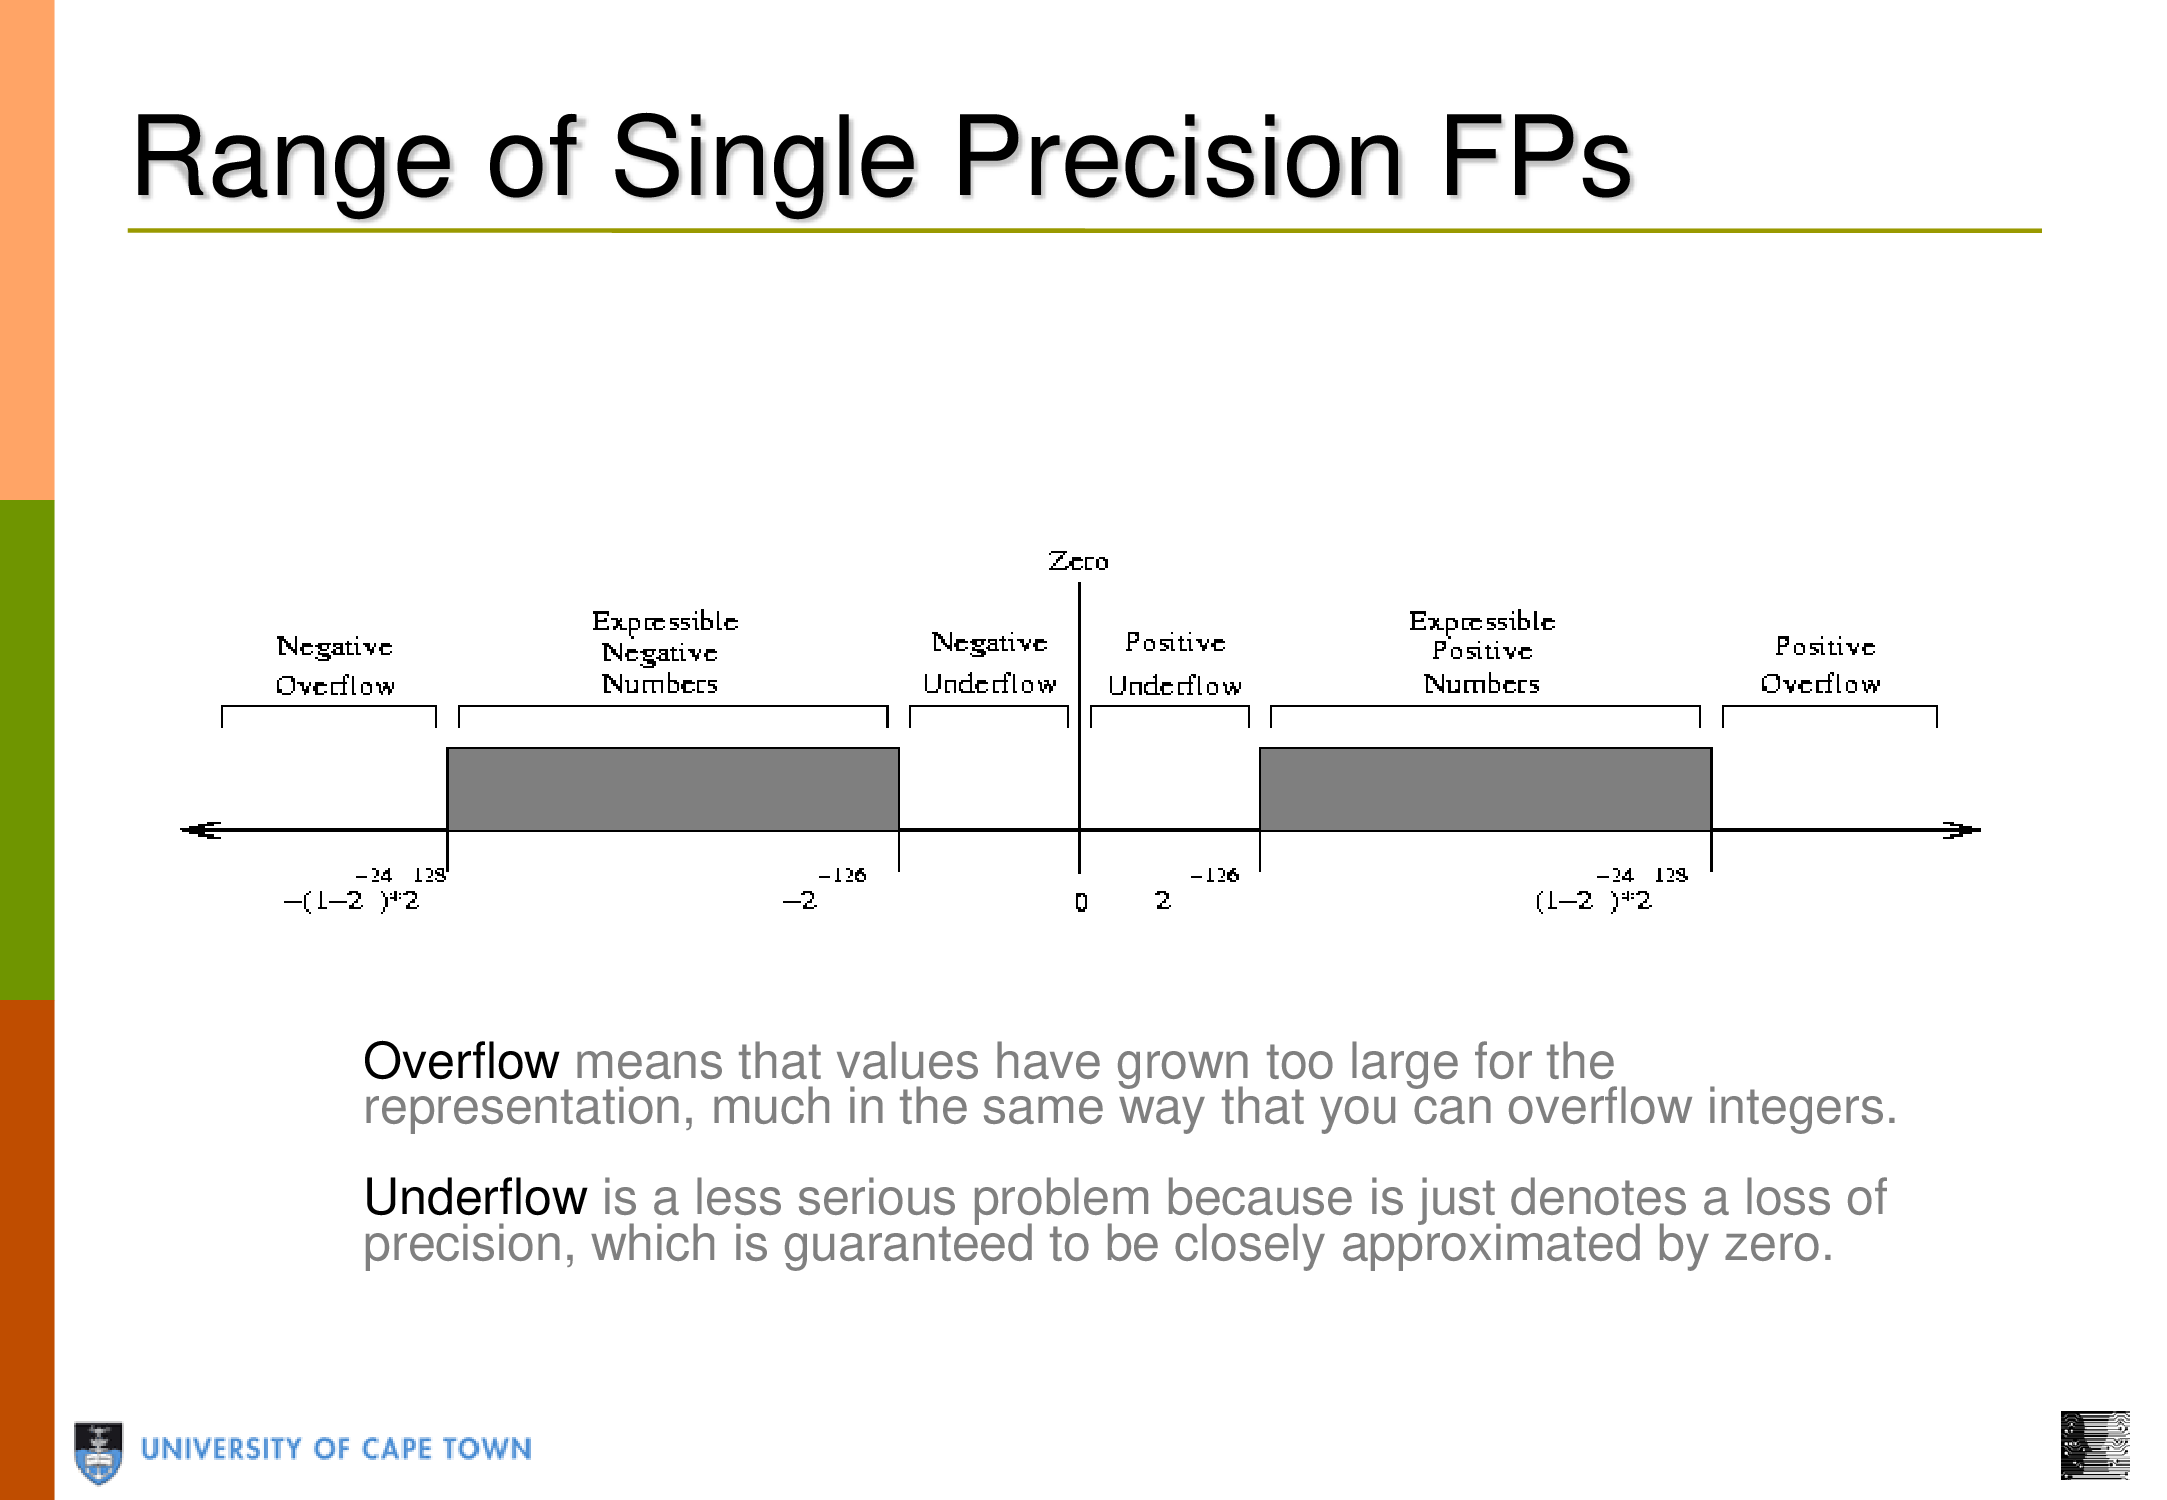 Range of Single Precision FPs
Zero
Negative
Overflow
Expressible
Negative
Numbers
Negative
Underflow
Positive
Underflow
Expressible
Positive
Numbers
Positive
Overflow
−(1−2⁻²⁴)*2¹²⁸
−2⁻¹²⁶
0
2⁻¹²⁶
(1−2⁻²⁴)*2¹²⁸
Overflow means that values have grown too large for the
representation, much in the same way that you can overflow integers.
Underflow is a less serious problem because is just denotes a loss of
precision, which is guaranteed to be closely approximated by zero.
UNIVERSITY OF CAPE TOWN